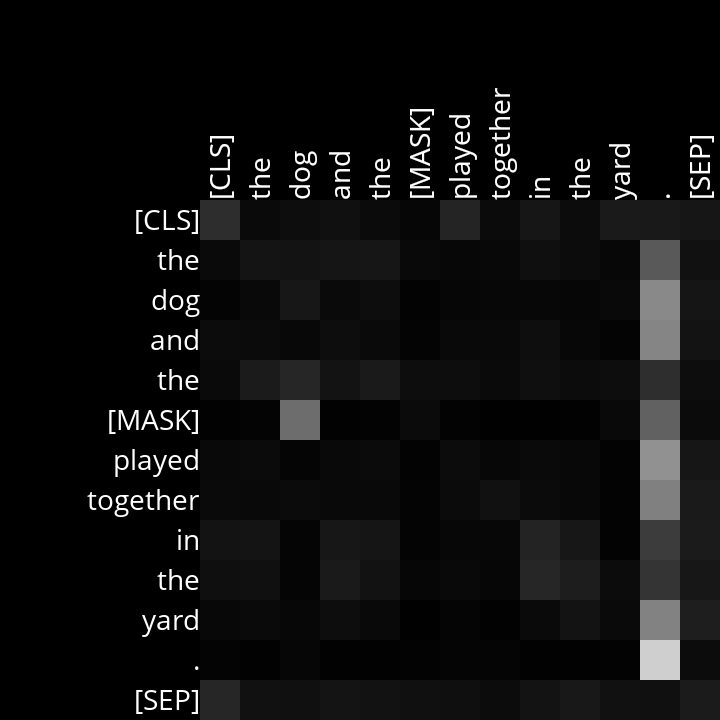 [CLS] the dog and the [MASK] played together in the yard . [SEP]
[CLS]
the
dog
and
the
[MASK]
played
together
in
the
yard
.
[SEP]